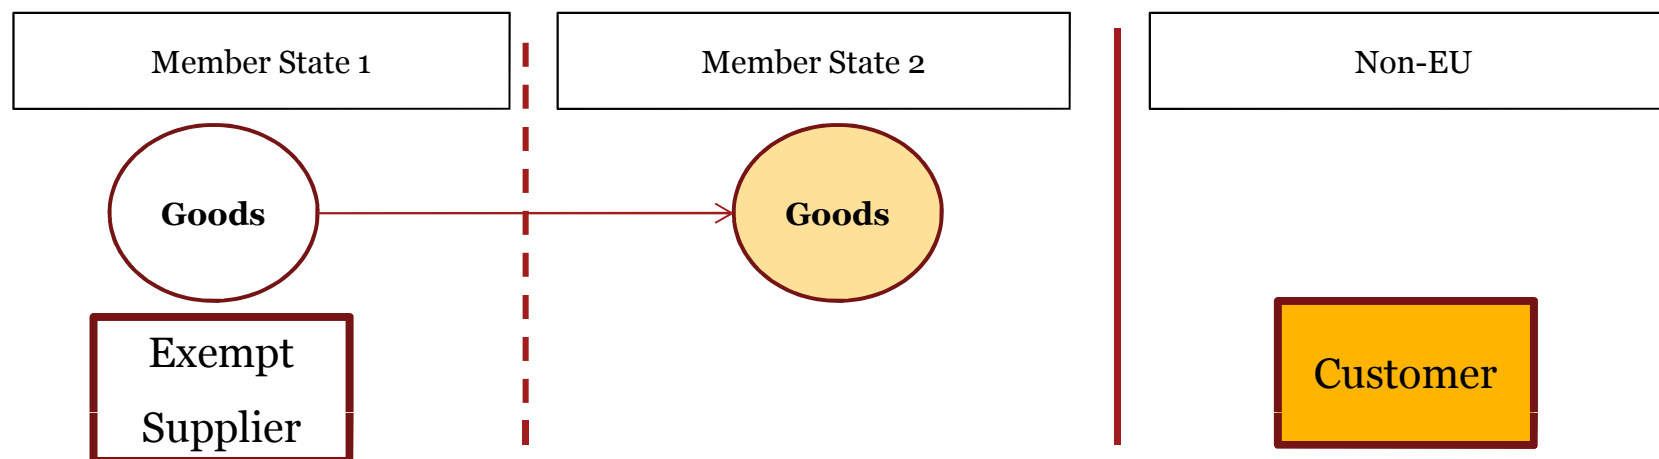 Member State 1
Member State 2
Non-EU
Goods
Goods
Exempt
Supplier
Customer